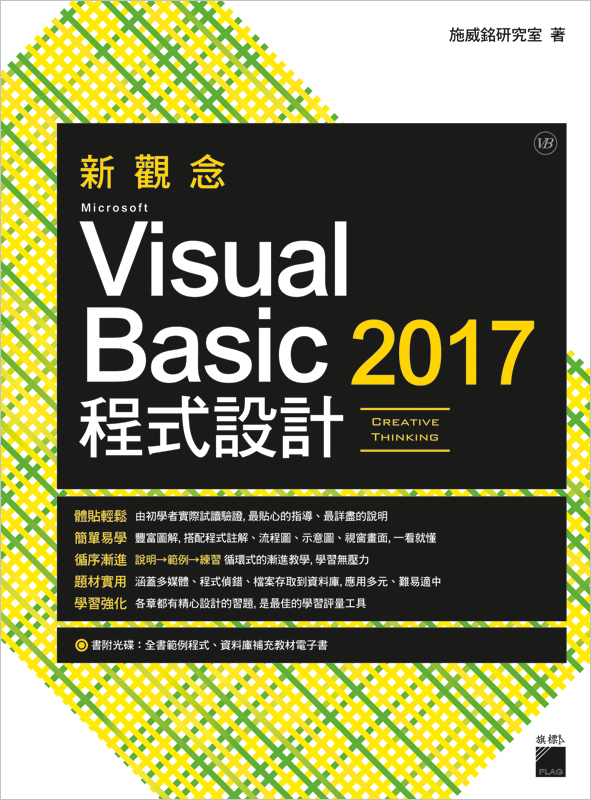 施威銘研究室 著
VB
新觀念
Microsoft
Visual
Basic 2017
程式設計
CREATIVE
THINKING
體貼輕鬆 由初學者實際試讀驗證, 最貼心的指導、最詳盡的說明
簡單易學 豐富圖解, 搭配程式註解、流程圖、示意圖、視窗畫面, 一看就懂
循序漸進 說明→範例→練習 循環式的漸進教學, 學習無壓力
題材實用 涵蓋多媒體、程式偵錯、檔案存取到資料庫, 應用多元、難易適中
學習強化 各章都有精心設計的習題, 是最佳的學習評量工具
書附光碟：全書範例程式、資料庫補充教材電子書
旗標
FLAG